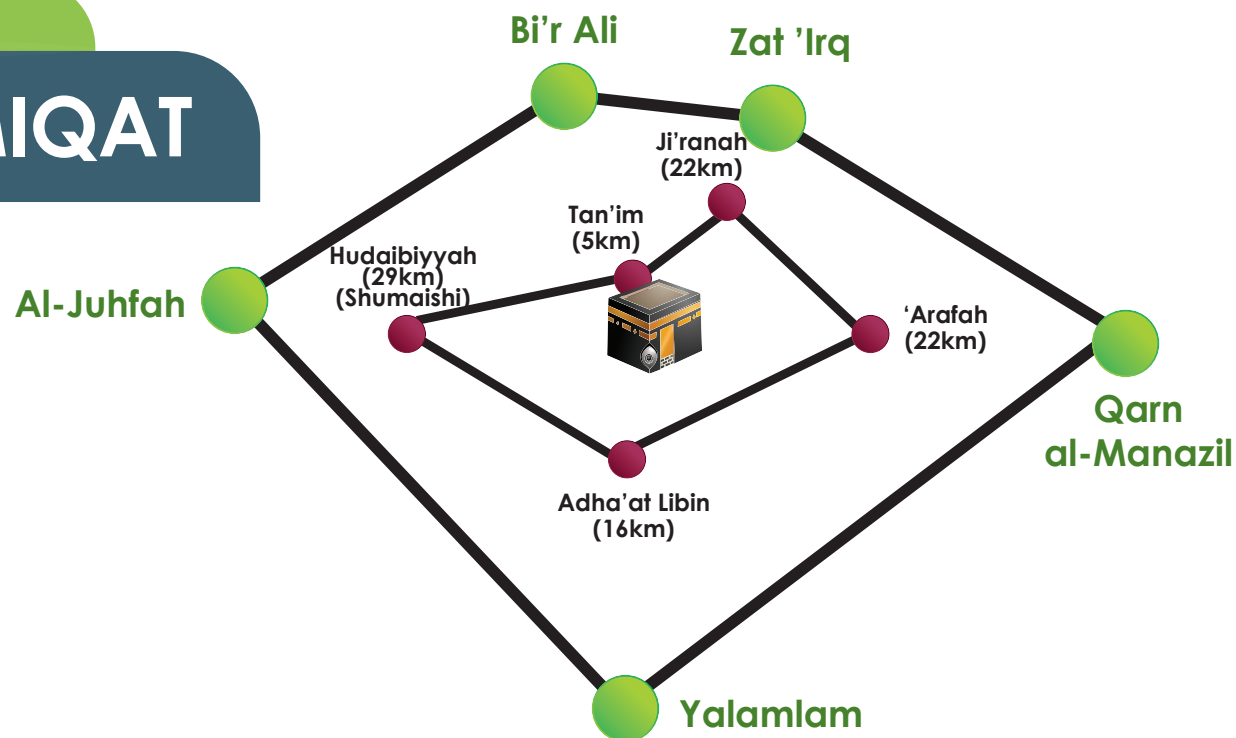 MIQAT
Bi’r Ali
Zat ’Irq
Ji’ranah
(22km)
Tan’im
(5km)
Hudaibiyyah
(29km)
(Shumaishi)
Al-Juhfah
‘Arafah
(22km)
Qarn
al-Manazil
Adha’at Libin
(16km)
Yalamlam